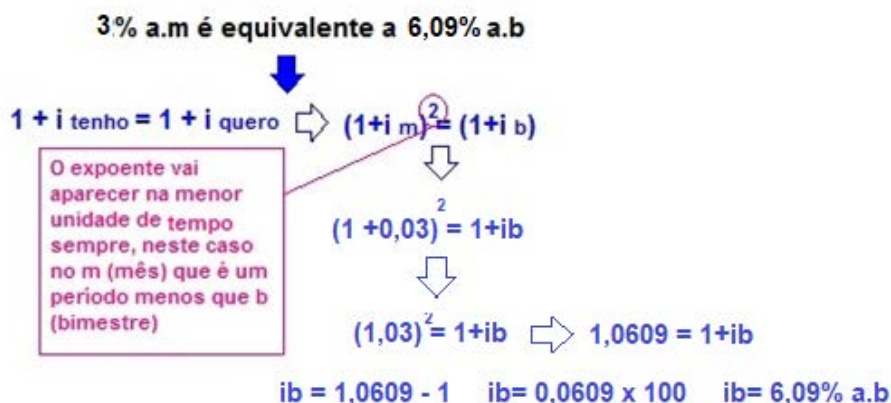 3% a.m é equivalente a 6,09% a.b
1 + i tenho = 1 + i quero ⇨ (1+i m)² = (1+i b)
O expoente vai
aparecer na menor
unidade de tempo
sempre, neste caso
no m (mês) que é um
período menos que b
(bimestre)
(1 +0,03)² = 1+ib
(1,03)² = 1+ib ⇨ 1,0609 = 1+ib
ib = 1,0609 - 1 ib= 0,0609 x 100 ib= 6,09% a.b